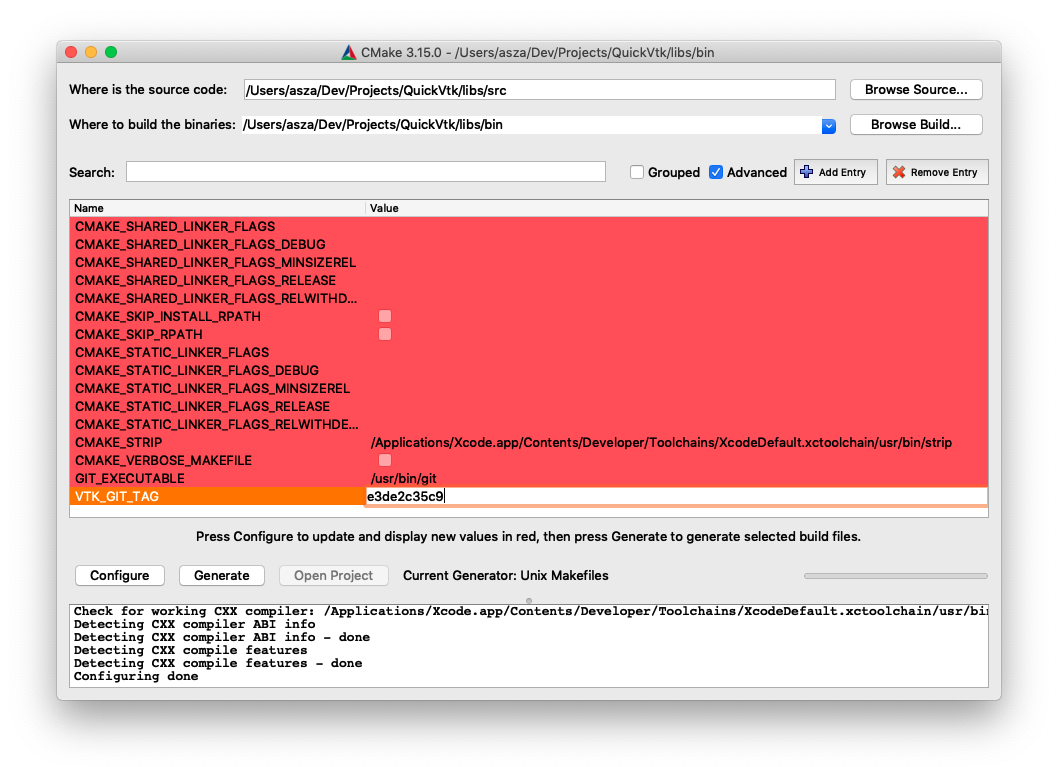 CMake 3.15.0 - /Users/asza/Dev/Projects/QuickVtk/libs/bin
Where is the source code: /Users/asza/Dev/Projects/QuickVtk/libs/src Browse Source...
Where to build the binaries: /Users/asza/Dev/Projects/QuickVtk/libs/bin Browse Build...
Search: Grouped Advanced Add Entry Remove Entry
Name Value
CMAKE_SHARED_LINKER_FLAGS
CMAKE_SHARED_LINKER_FLAGS_DEBUG
CMAKE_SHARED_LINKER_FLAGS_MINSIZEREL
CMAKE_SHARED_LINKER_FLAGS_RELEASE
CMAKE_SHARED_LINKER_FLAGS_RELWITHD...
CMAKE_SKIP_INSTALL_RPATH
CMAKE_SKIP_RPATH
CMAKE_STATIC_LINKER_FLAGS
CMAKE_STATIC_LINKER_FLAGS_DEBUG
CMAKE_STATIC_LINKER_FLAGS_MINSIZEREL
CMAKE_STATIC_LINKER_FLAGS_RELEASE
CMAKE_STATIC_LINKER_FLAGS_RELWITHDE...
CMAKE_STRIP /Applications/Xcode.app/Contents/Developer/Toolchains/XcodeDefault.xctoolchain/usr/bin/strip
CMAKE_VERBOSE_MAKEFILE
GIT_EXECUTABLE /usr/bin/git
VTK_GIT_TAG e3de2c35c9
Press Configure to update and display new values in red, then press Generate to generate selected build files.
Configure Generate Open Project Current Generator: Unix Makefiles
Check for working CXX compiler: /Applications/Xcode.app/Contents/Developer/Toolchains/XcodeDefault.xctoolchain/usr/bin
Detecting CXX compiler ABI info
Detecting CXX compiler ABI info - done
Detecting CXX compile features
Detecting CXX compile features - done
Configuring done